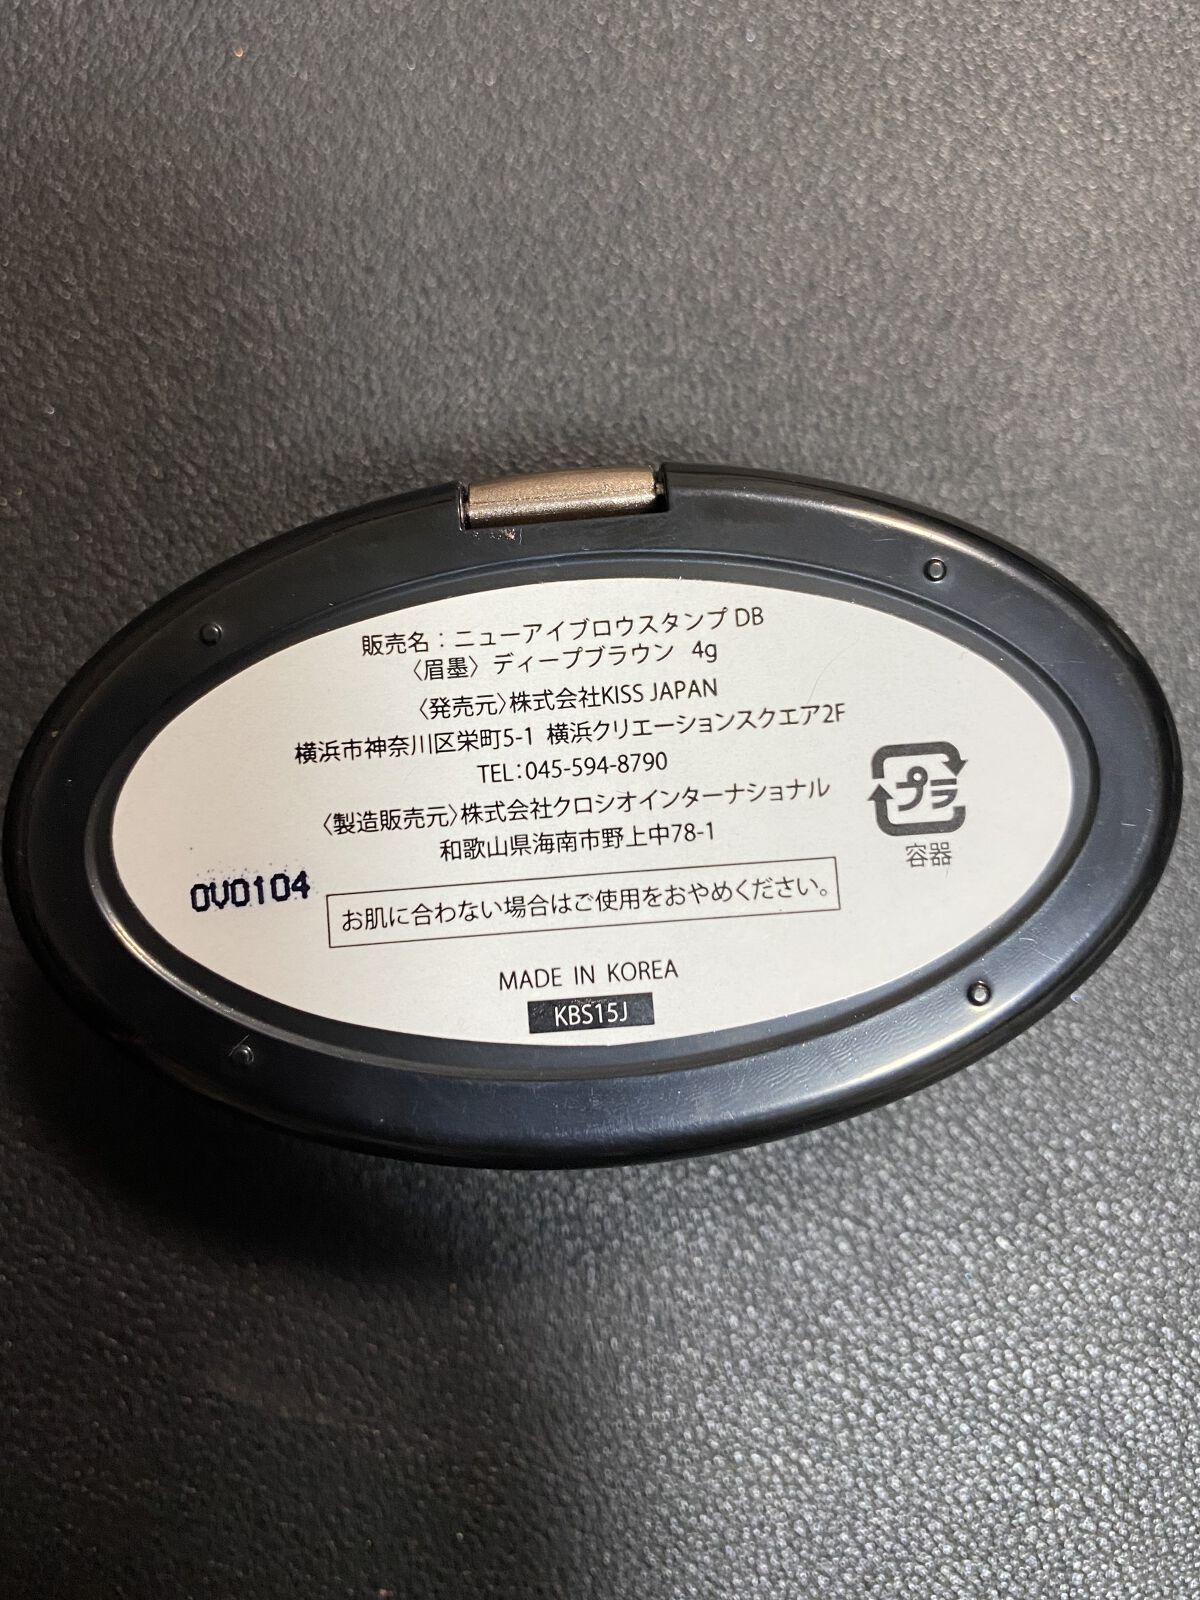 販売名：ニューアイブロウスタンプ DB
〈眉墨〉ディープブラウン 4g
〈発売元〉株式会社KISS JAPAN
横浜市神奈川区栄町5-1 横浜クリエーションスクエア2F
TEL:045-594-8790
〈製造販売元〉株式会社クロシオインターナショナル
和歌山県海南市野上中78-1
プラ
容器
OV0104
お肌に合わない場合はご使用をおやめください。
MADE IN KOREA
KBS15J